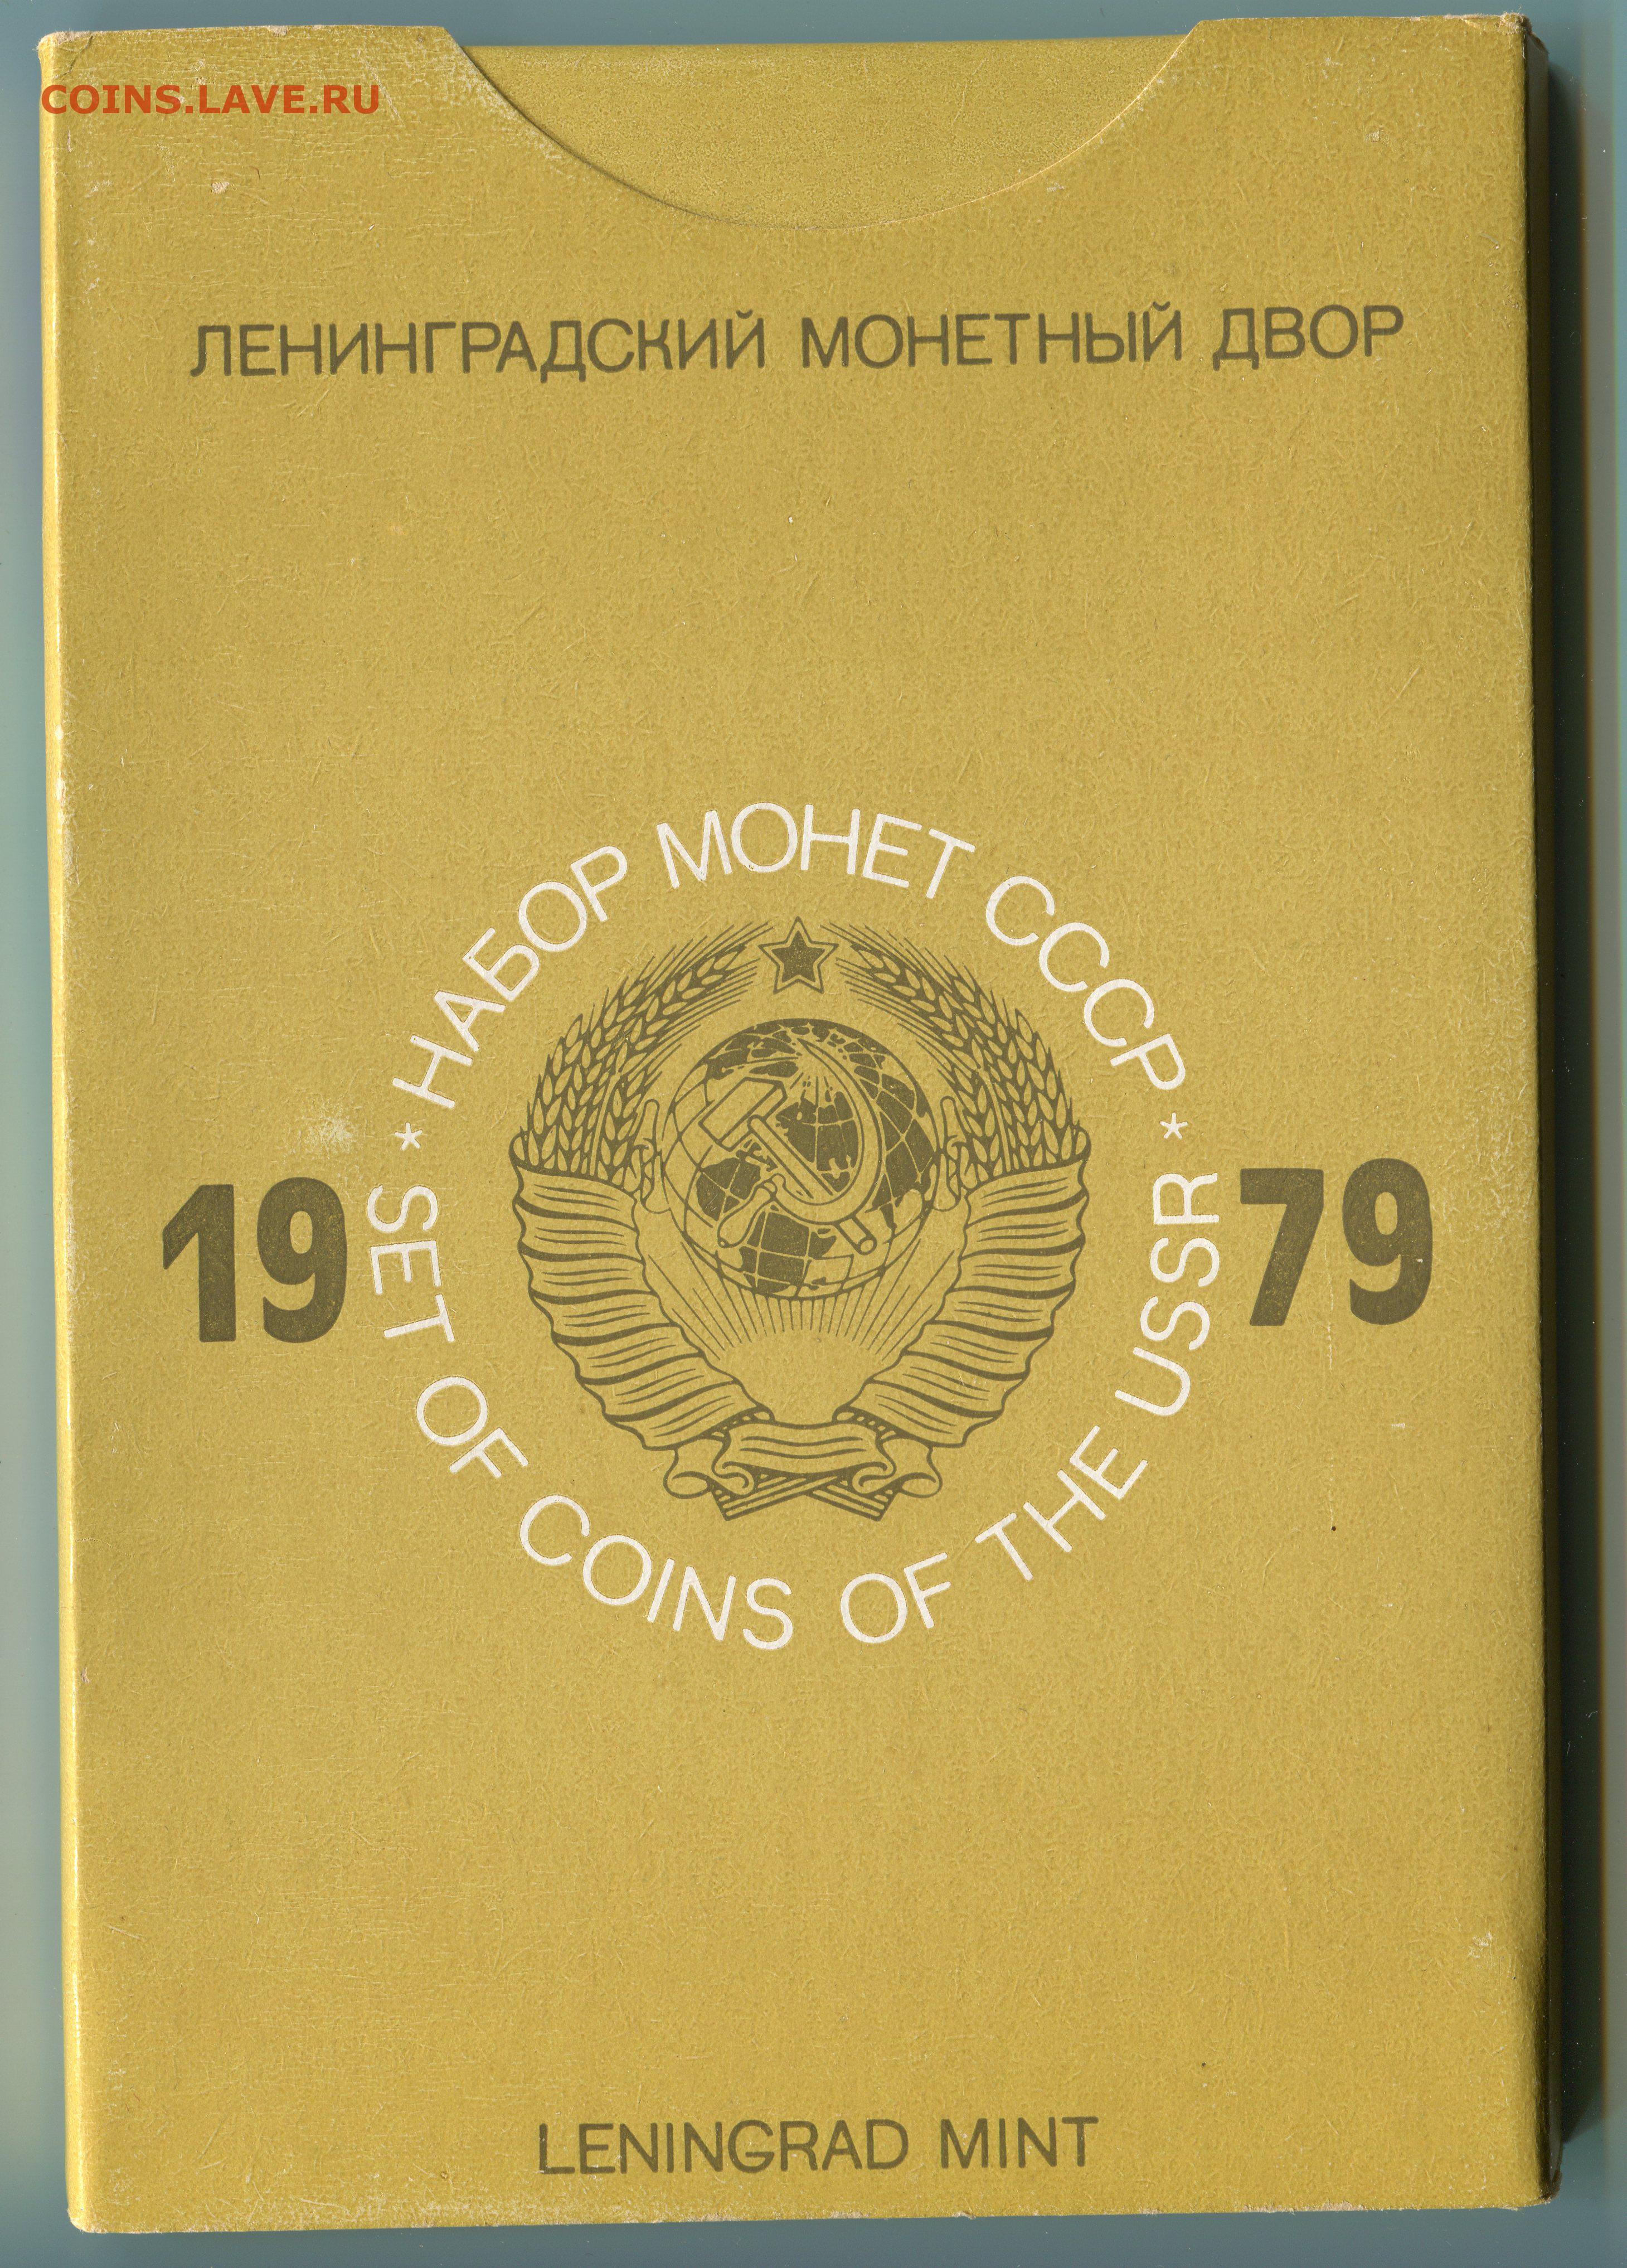 COINS.LAVE.RU
ЛЕНИНГРАДСКИЙ МОНЕТНЫЙ ДВОР
* НАБОР МОНЕТ СССР *
19 79
SET OF COINS OF THE USSR
LENINGRAD MINT